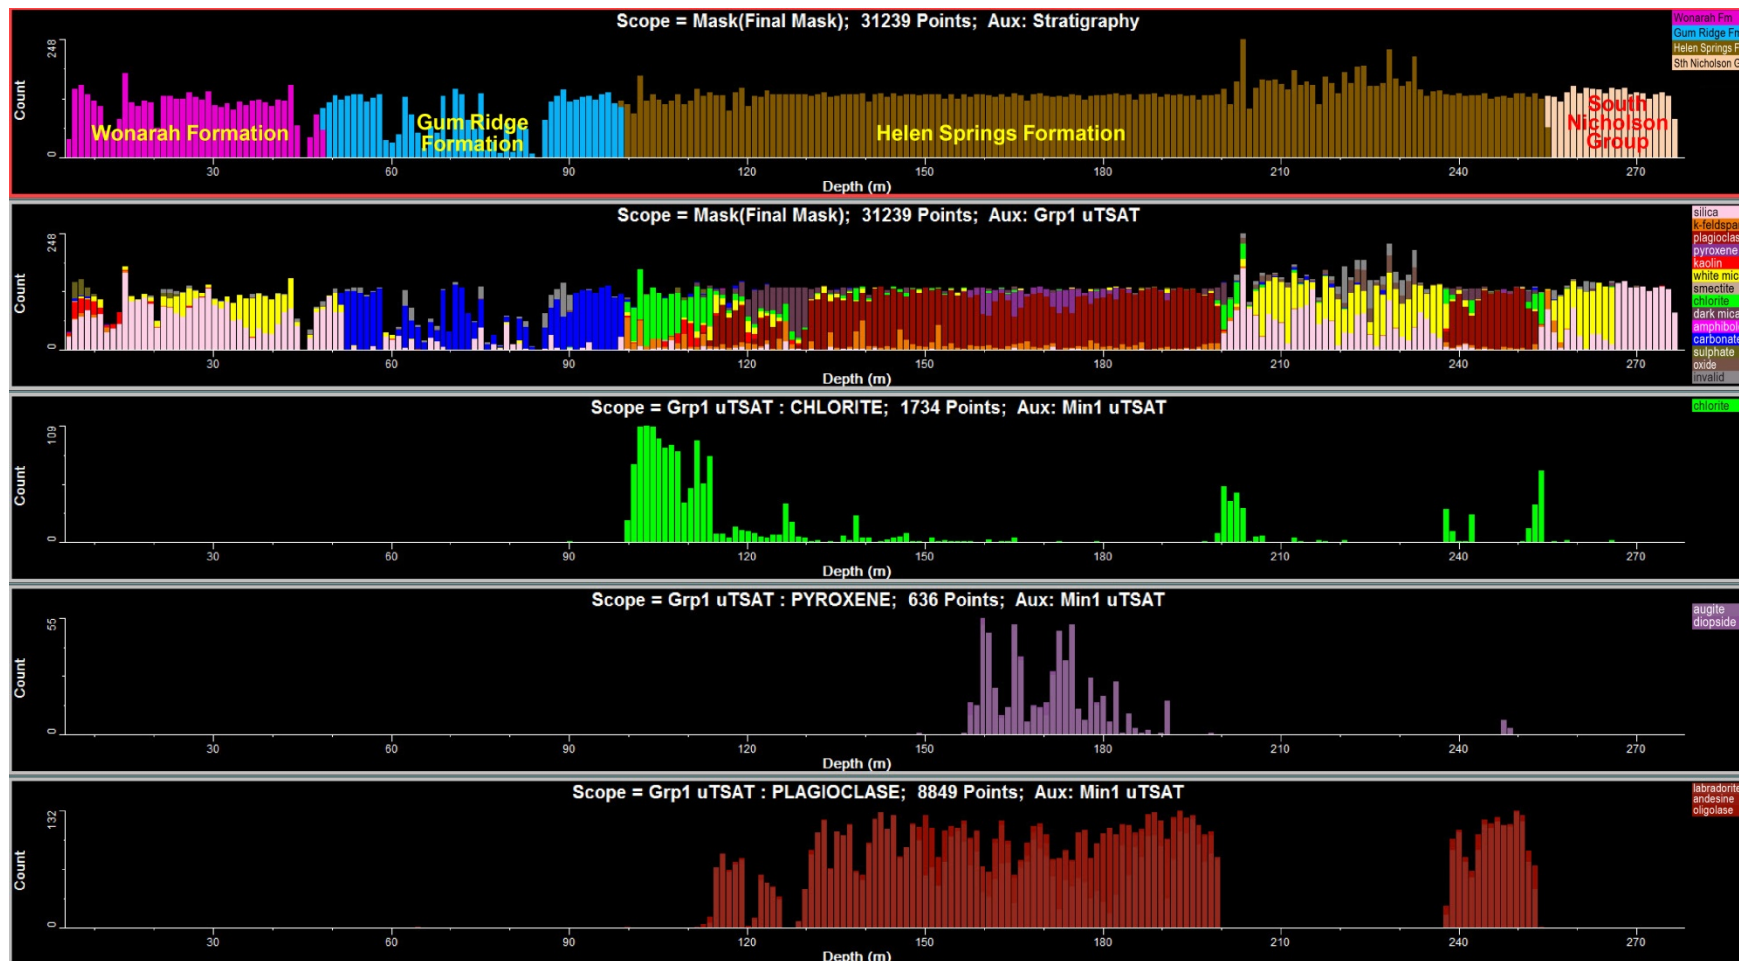 Scope = Mask(Final Mask); 31239 Points; Aux: Stratigraphy
Wonarah Fm
Gum Ridge Fm
Helen Springs F
Sth Nicholson G
248
Count
0
Wonarah Formation
Gum Ridge
Formation
Helen Springs Formation
South
Nicholson
Group
30 60 90 120 150 180 210 240 270
Depth (m)
Scope = Mask(Final Mask); 31239 Points; Aux: Grp1 uTSAT
silica
k-feldspa
plagioclas
pyroxene
kaolin
white mic
smectite
chlorite
dark mica
amphibole
carbonate
sulphate
oxide
invalid
248
Count
0
30 60 90 120 150 180 210 240 270
Depth (m)
Scope = Grp1 uTSAT : CHLORITE; 1734 Points; Aux: Min1 uTSAT
chlorite
109
Count
0
30 60 90 120 150 180 210 240 270
Depth (m)
Scope = Grp1 uTSAT : PYROXENE; 636 Points; Aux: Min1 uTSAT
augite
diopside
55
Count
0
30 60 90 120 150 180 210 240 270
Depth (m)
Scope = Grp1 uTSAT : PLAGIOCLASE; 8849 Points; Aux: Min1 uTSAT
labradorite
andesine
oligolase
132
Count
0
30 60 90 120 150 180 210 240 270
Depth (m)